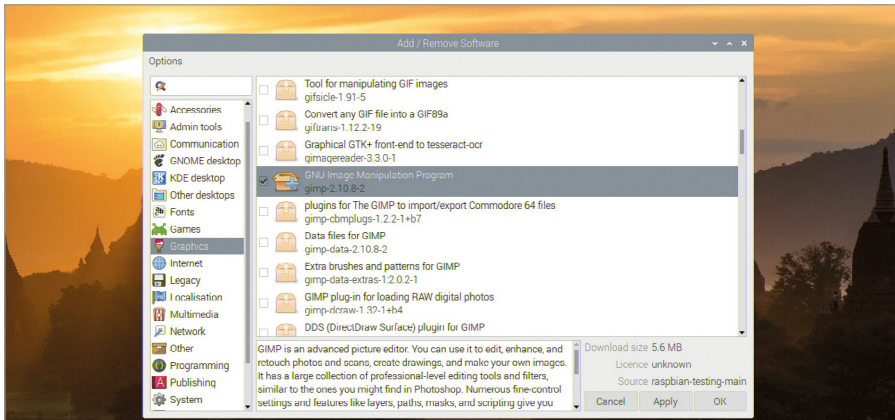 Add / Remove Software
Options
Accessories
Admin tools
Communication
GNOME desktop
KDE desktop
Other desktops
Fonts
Games
Graphics
Internet
Legacy
Localisation
Multimedia
Network
Other
Programming
Publishing
System
Tool for manipulating GIF images
gifsicle-1.91-5
Convert any GIF file into a GIF89a
giftrans-1.12.2-19
Graphical GTK+ front-end to tesseract-ocr
gimagereader-3.3.0-1
GNU Image Manipulation Program
gimp-2.10.8-2
plugins for The GIMP to import/export Commodore 64 files
gimp-cbmplugs-1.2.2-1+b7
Data files for GIMP
gimp-data-2.10.8-2
Extra brushes and patterns for GIMP
gimp-data-extras-1:2.0.2-1
GIMP plug-in for loading RAW digital photos
gimp-dcraw-1.32-1+b4
DDS (DirectDraw Surface) plugin for GIMP
GIMP is an advanced picture editor. You can use it to edit, enhance, and
retouch photos and scans, create drawings, and make your own images.
It has a large collection of professional-level editing tools and filters,
similar to the ones you might find in Photoshop. Numerous fine-control
settings and features like layers, paths, masks, and scripting give you
Download size 5.6 MB
Licence unknown
Source raspbian-testing-main
Cancel
Apply
OK